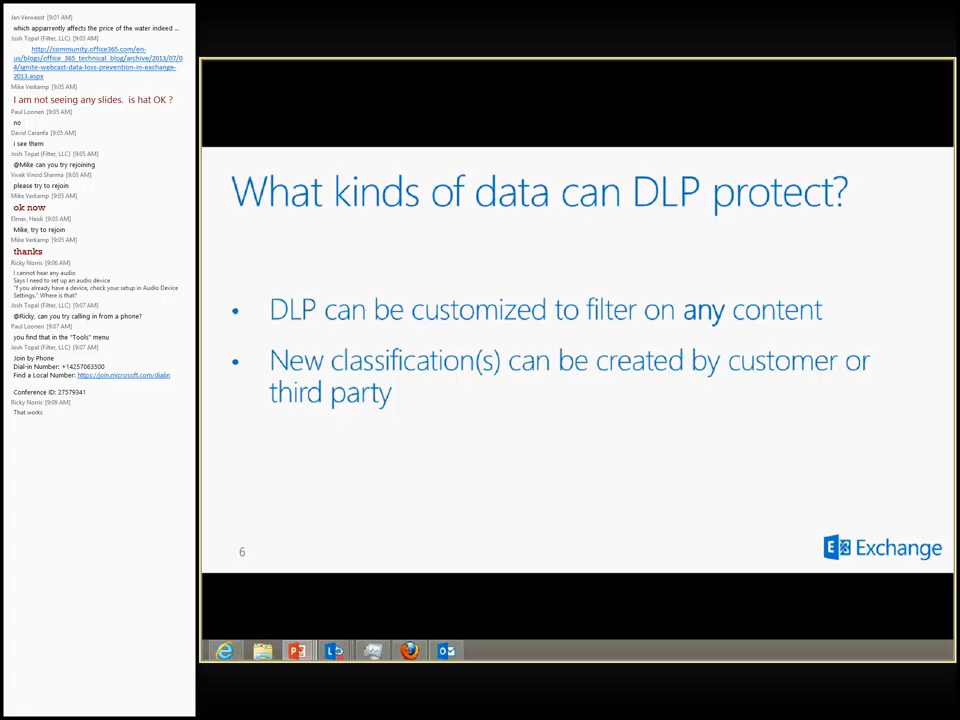 Jan Verwaest [9:01 AM]
which apparrently affects the price of the water indeed ...
Josh Topal (Filter, LLC) [9:03 AM]
http://community.office365.com/en-
us/blogs/office_365_technical_blog/archive/2013/07/0
4/ignite-webcast-data-loss-prevention-in-exchange-
2013.aspx
Mike Verkamp [9:05 AM]
I am not seeing any slides.  is hat OK ?
Paul Loonen [9:05 AM]
no
David Caranfa [9:05 AM]
i see them
Josh Topal (Filter, LLC) [9:05 AM]
@Mike can you try rejoining
Vivek Vinod Sharma [9:05 AM]
please try to rejoin
Mike Verkamp [9:05 AM]
ok now
Elmer, Heidi [9:05 AM]
Mike, try to rejoin
Mike Verkamp [9:05 AM]
thanks
Ricky Norris [9:06 AM]
I cannot hear any audio
Says I need to set up an audio device
"f you already have a device, check your setup in Audio Device
Settings." Where is that?
Josh Topal (Filter, LLC) [9:07 AM]
@Ricky, can you try calling in from a phone?
Paul Loonen [9:07 AM]
you find that in the "Tools" menu
Josh Topal (Filter, LLC) [9:07 AM]
Join by Phone
Dial-in Number: +14257063500
Find a Local Number: https://join.microsoft.com/dialin
Conference ID: 27579341
Ricky Norris [9:09 AM]
That works
What kinds of data can DLP protect?
• DLP can be customized to filter on any content
• New classification(s) can be created by customer or
third party
6
Exchange